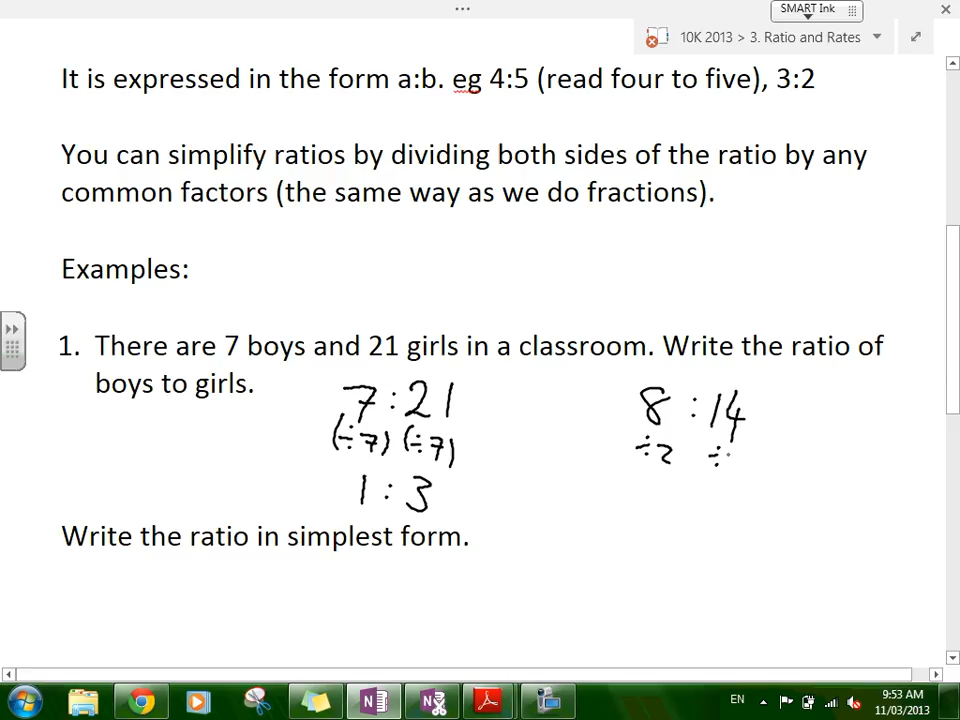 SMART Ink
10K 2013 > 3. Ratio and Rates
It is expressed in the form a:b. eg 4:5 (read four to five), 3:2
You can simplify ratios by dividing both sides of the ratio by any
common factors (the same way as we do fractions).
Examples:
1. There are 7 boys and 21 girls in a classroom. Write the ratio of
boys to girls.
7:21
(÷7) (÷7)
1:3
8:14
÷2 ÷
Write the ratio in simplest form.
EN
9:53 AM
11/03/2013